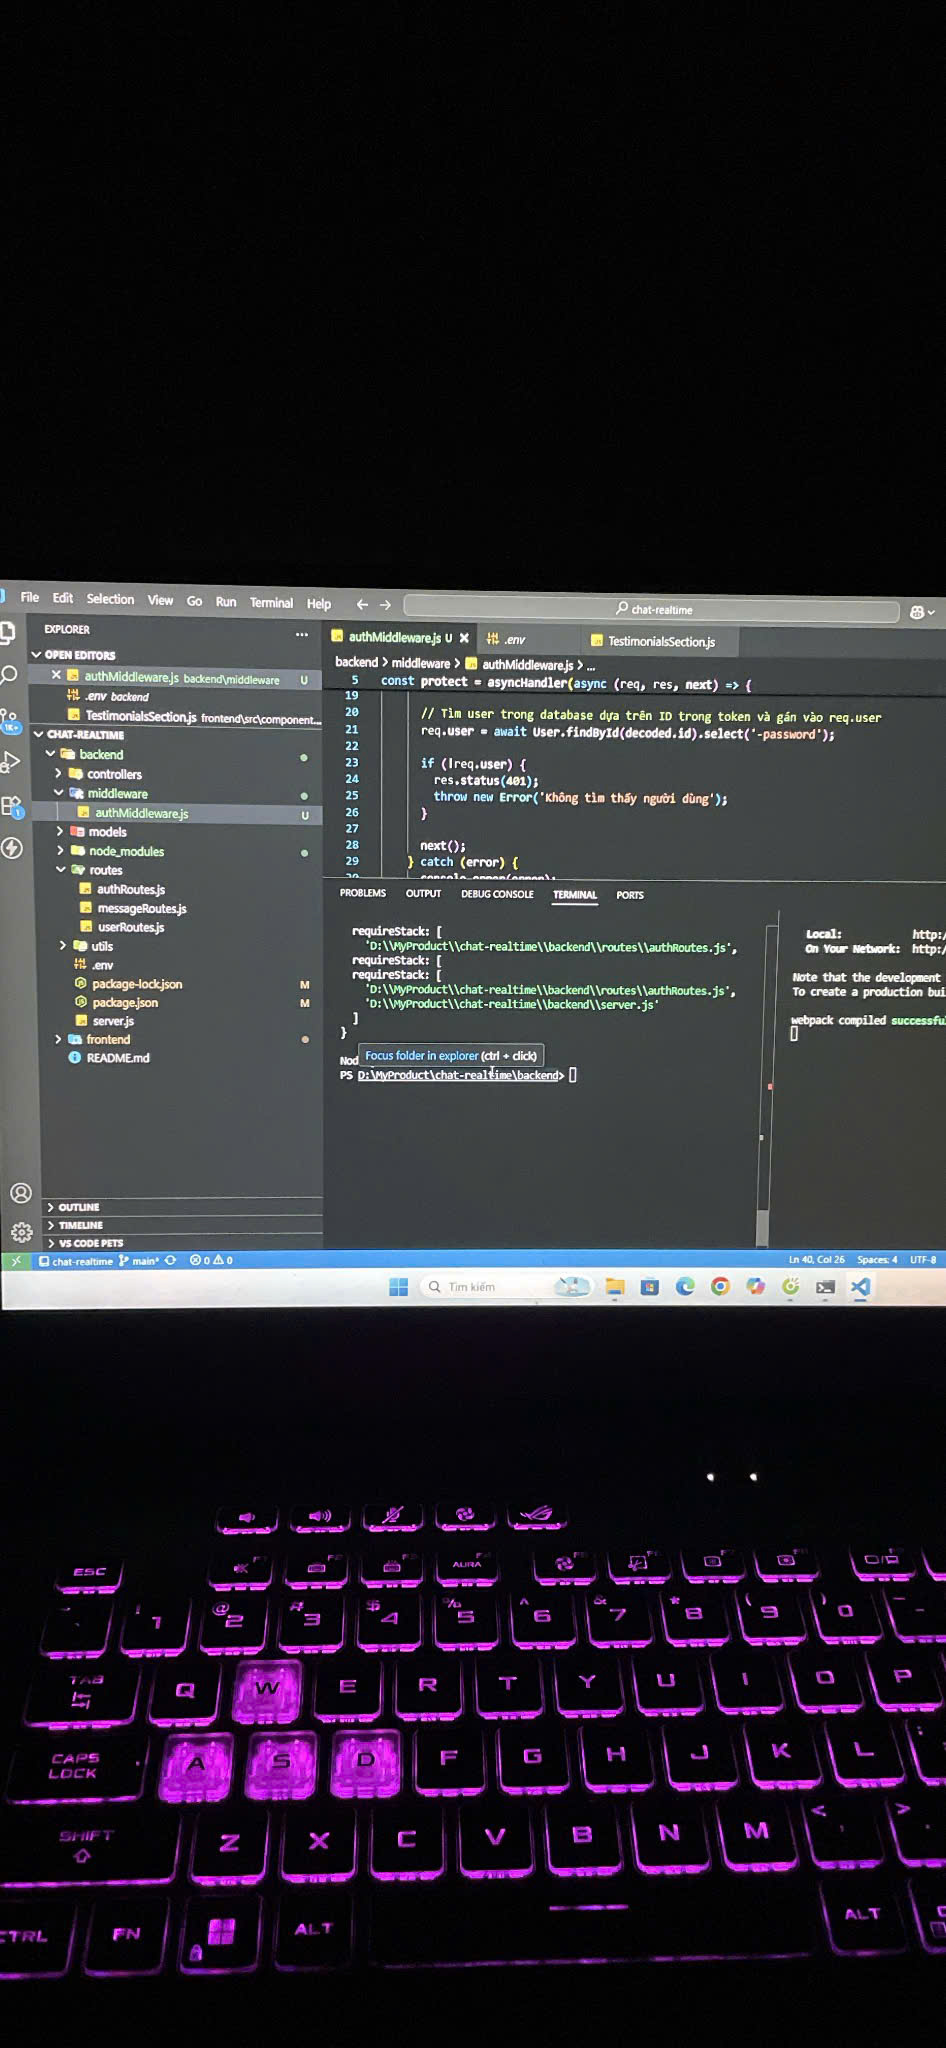 File Edit Selection View Go Run Terminal Help
chat-realtime
EXPLORER
OPEN EDITORS
authMiddleware.js backend\middleware U
.env backend
TestimonialsSection.js frontend\src\component...
CHAT-REALTIME
backend
controllers
middleware
authMiddleware.js U
models
node_modules
routes
authRoutes.js
messageRoutes.js
userRoutes.js
utils
.env
package-lock.json M
package.json M
server.js
frontend
README.md
OUTLINE
TIMELINE
VS CODE PETS
1K+
1
authMiddleware.js U
.env
TestimonialsSection.js
backend > middleware > authMiddleware.js > ...
5 const protect = asyncHandler(async (req, res, next) => {
19
20 // Tìm user trong database dựa trên ID trong token và gán vào req.user
21 req.user = await User.findById(decoded.id).select('-password');
22
23 if (!req.user) {
24 res.status(401);
25 throw new Error('Không tìm thấy người dùng');
26 }
27
28 next();
29 } catch (error) {
30 console.error(error);
PROBLEMS OUTPUT DEBUG CONSOLE TERMINAL PORTS
requireStack: [
'D:\\MyProduct\\chat-realtime\\backend\\routes\\authRoutes.js',
requireStack: [
requireStack: [
'D:\\MyProduct\\chat-realtime\\backend\\routes\\authRoutes.js',
'D:\\MyProduct\\chat-realtime\\backend\\server.js'
]
}
Nod
Focus folder in explorer (ctrl + click)
PS D:\MyProduct\chat-realtime\backend>
Local: http:/
On Your Network: http:/
Note that the development
To create a production bui
webpack compiled successfu
chat-realtime main* 0 0 Ln 40, Col 26 Spaces: 4 UTF-8
Tìm kiếm
ESC F1 F2 F3 AURA F4
! 1 @ 2 # 3 $ 4 % 5 ^ 6 & 7 * 8 ( 9 ) 0
TAB Q W E R T Y U I O P
CAPS LOCK A S D F G H J K L
SHIFT Z X C V B N M < , > .
CTRL FN ALT ALT